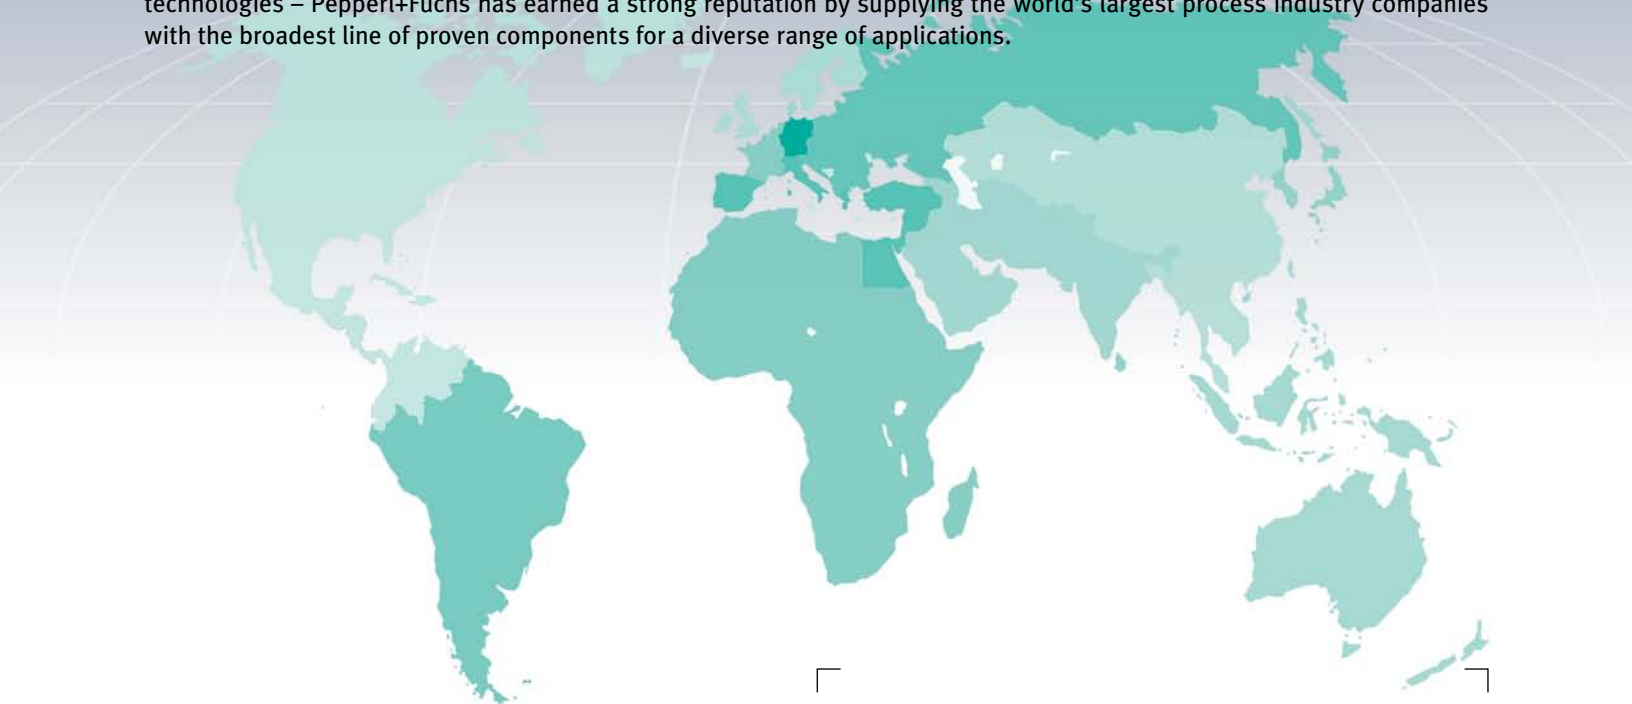 technologies – Pepperl+Fuchs has earned a strong reputation by supplying the world's largest process industry companies
with the broadest line of proven components for a diverse range of applications.